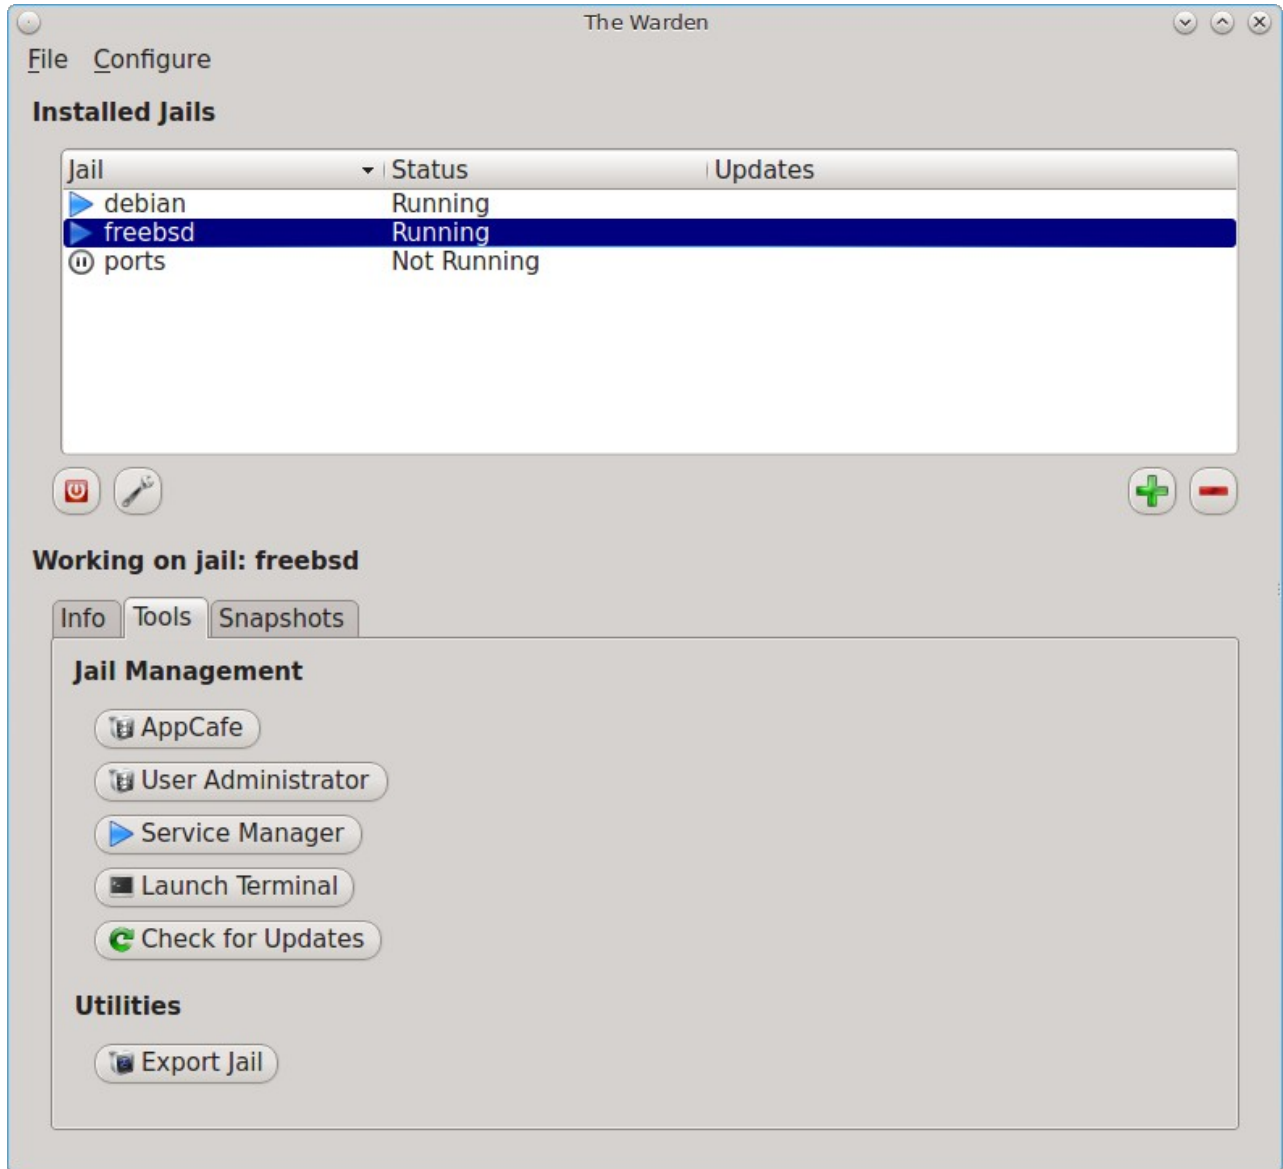 The Warden
File Configure
Installed Jails
Jail Status Updates
debian Running
freebsd Running
ports Not Running
Working on jail: freebsd
Info Tools Snapshots
Jail Management
AppCafe
User Administrator
Service Manager
Launch Terminal
Check for Updates
Utilities
Export Jail